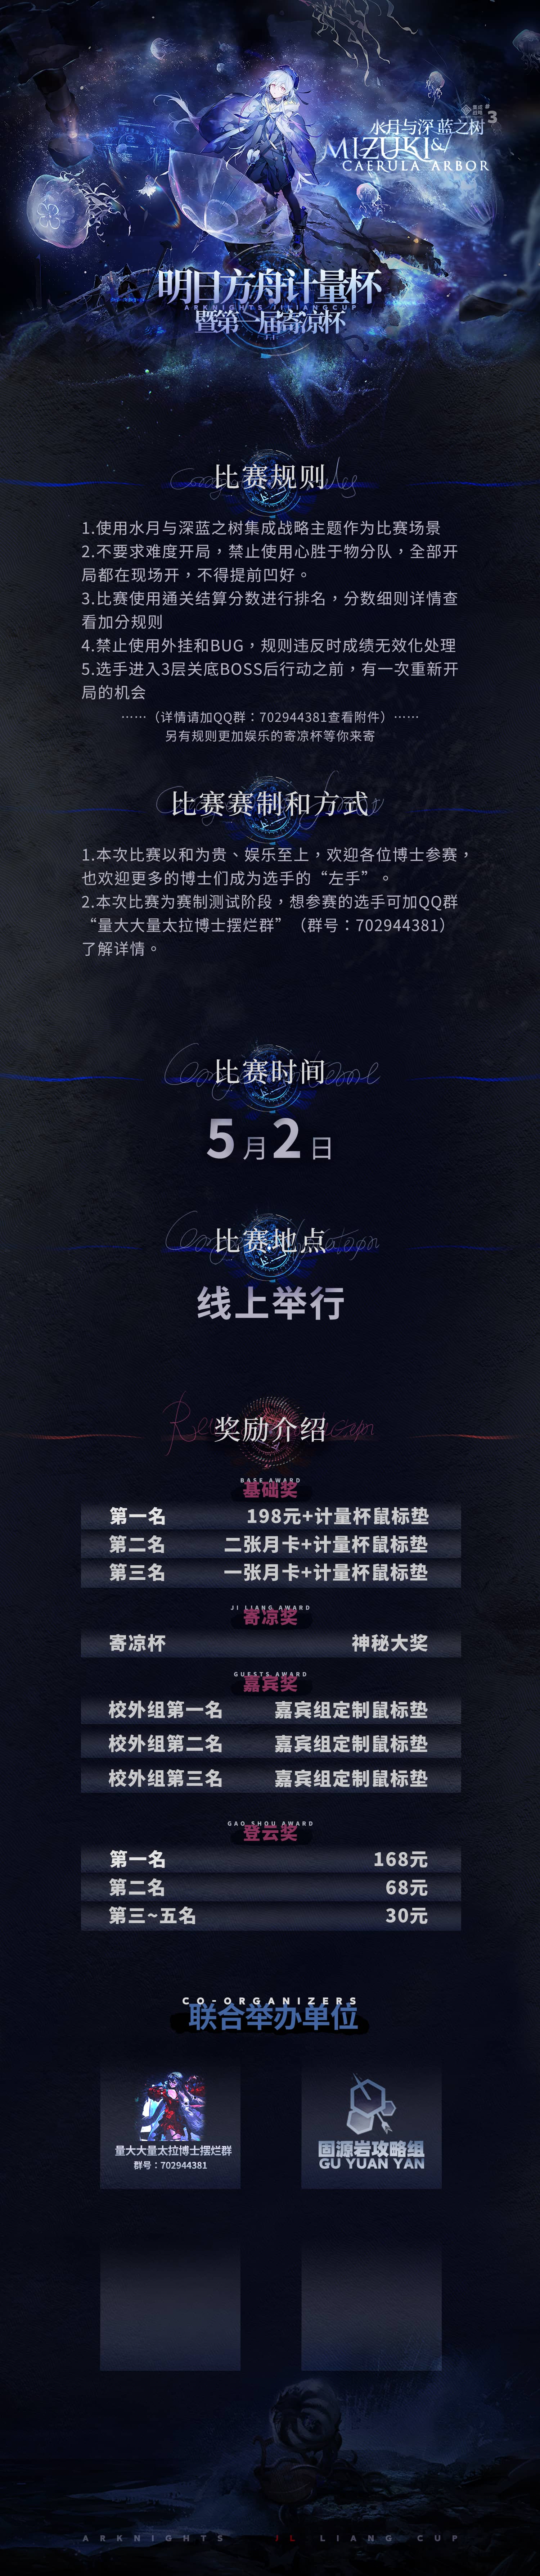 集成
战略
#3
水月与深蓝之树
MIZUKI&
CAERULA ARBOR
明日方舟计量杯
ARKNIGHTS JILIANGCUP
暨第一届寄凉杯
比赛规则
1.使用水月与深蓝之树集成战略主题作为比赛场景
2.不要求难度开局，禁止使用心胜于物分队，全部开
局都在现场开，不得提前凹好。
3.比赛使用通关结算分数进行排名，分数细则详情查
看加分规则
4.禁止使用外挂和BUG，规则违反时成绩无效化处理
5.选手进入3层关底BOSS后行动之前，有一次重新开
局的机会
……（详情请加QQ群：702944381查看附件）……
另有规则更加娱乐的寄凉杯等你来寄
比赛赛制和方式
1.本次比赛以和为贵、娱乐至上，欢迎各位博士参赛，
也欢迎更多的博士们成为选手的“左手”。
2.本次比赛为赛制测试阶段，想参赛的选手可加QQ群
“量大大量太拉博士摆烂群”（群号：702944381）
了解详情。
比赛时间
5月2日
比赛地点
线上举行
奖励介绍
BASE AWARD
基础奖
第一名 198元+计量杯鼠标垫
第二名 二张月卡+计量杯鼠标垫
第三名 一张月卡+计量杯鼠标垫
JI LIANG AWARD
寄凉奖
寄凉杯 神秘大奖
GUESTS AWARD
嘉宾奖
校外组第一名 嘉宾组定制鼠标垫
校外组第二名 嘉宾组定制鼠标垫
校外组第三名 嘉宾组定制鼠标垫
GAO SHOU AWARD
登云奖
第一名 168元
第二名 68元
第三~五名 30元
CO-ORGANIZERS
联合举办单位
量大大量太拉博士摆烂群
群号：702944381
固源岩攻略组
GU YUAN YAN
ARKNIGHTS IL LIANG CUP